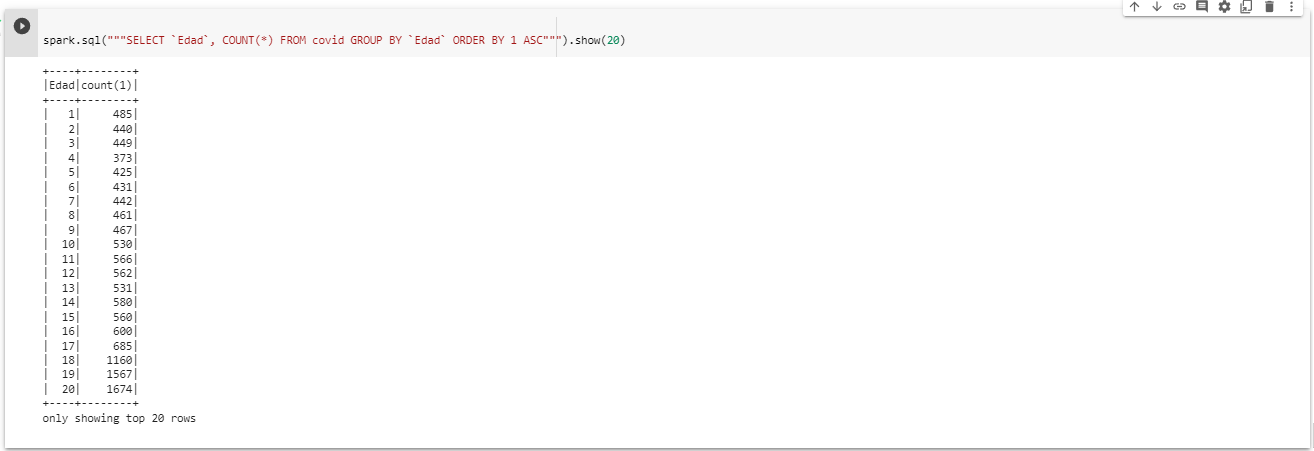 spark.sql("""SELECT `Edad`, COUNT(*) FROM covid GROUP BY `Edad` ORDER BY 1 ASC""").show(20)
+----+--------+
|Edad|count(1)|
+----+--------+
|   1|     485|
|   2|     440|
|   3|     449|
|   4|     373|
|   5|     425|
|   6|     431|
|   7|     442|
|   8|     461|
|   9|     467|
|  10|     530|
|  11|     566|
|  12|     562|
|  13|     531|
|  14|     580|
|  15|     560|
|  16|     600|
|  17|     685|
|  18|    1160|
|  19|    1567|
|  20|    1674|
+----+--------+
only showing top 20 rows